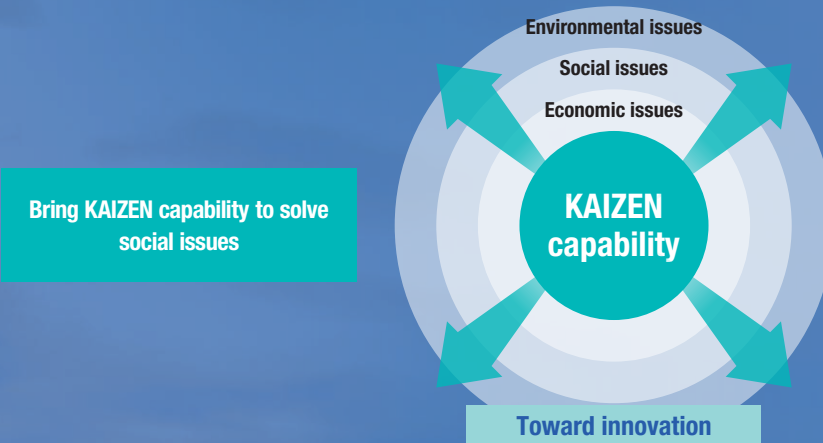 Bring KAIZEN capability to solve
social issues
Environmental issues
Social issues
Economic issues
KAIZEN
capability
Toward innovation